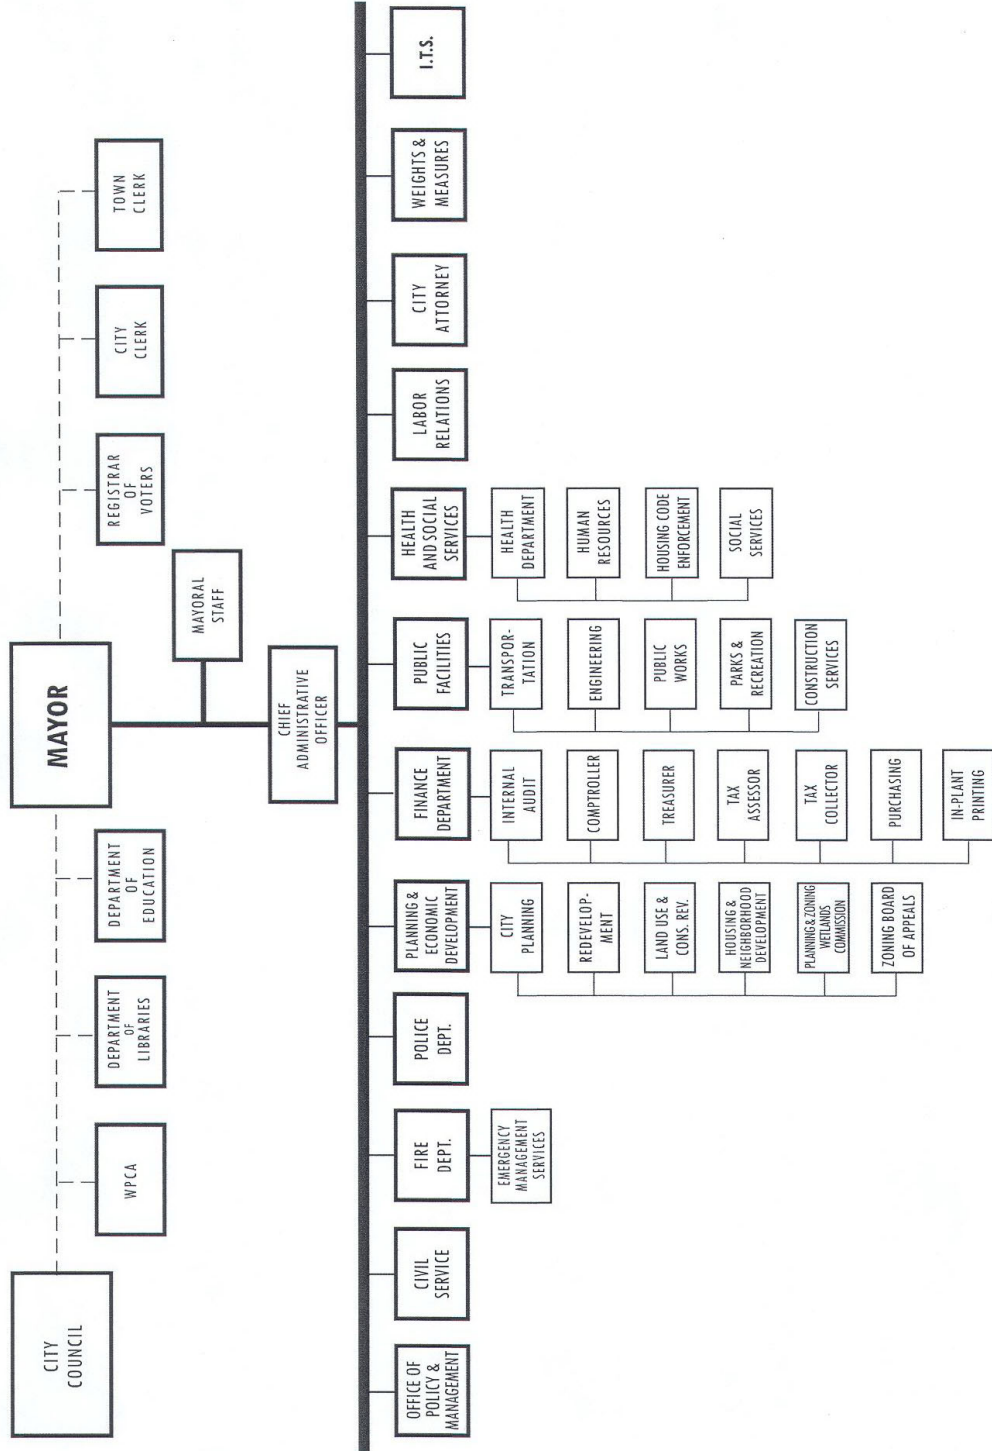 CITY
COUNCIL
MAYOR
WPCA
DEPARTMENT
OF
LIBRARIES
DEPARTMENT
OF
EDUCATION
REGISTRAR
OF
VOTERS
CITY
CLERK
TOWN
CLERK
MAYORAL
STAFF
CHIEF
ADMINISTRATIVE
OFFICER
OFFICE OF
POLICY &
MANAGEMENT
CIVIL
SERVICE
FIRE
DEPT.
EMERGENCY
MANAGEMENT
SERVICES
POLICE
DEPT.
PLANNING &
ECONOMIC
DEVELOPMENT
CITY
PLANNING
REDEVELOP-
MENT
LAND USE &
CONS. REV.
HOUSING &
NEIGHBORHOOD
DEVELOPMENT
PLANNING & ZONING
WETLANDS
COMMISSION
ZONING BOARD
OF APPEALS
FINANCE
DEPARTMENT
INTERNAL
AUDIT
COMPTROLLER
TREASURER
TAX
ASSESSOR
TAX
COLLECTOR
PURCHASING
IN-PLANT
PRINTING
PUBLIC
FACILITIES
TRANSPOR-
TATION
ENGINEERING
PUBLIC
WORKS
PARKS &
RECREATION
CONSTRUCTION
SERVICES
HEALTH
AND SOCIAL
SERVICES
HEALTH
DEPARTMENT
HUMAN
RESOURCES
HOUSING CODE
ENFORCEMENT
SOCIAL
SERVICES
LABOR
RELATIONS
CITY
ATTORNEY
WEIGHTS &
MEASURES
I.T.S.